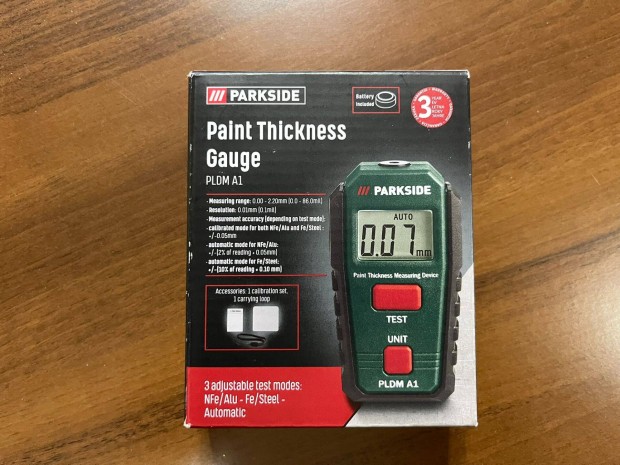 /// PARKSIDE
Battery
included
3
Paint Thickness
Gauge
PLDM A1
- Measuring range: 0.00 - 2.20mm (0.0 - 86.0mil)
- Resolution: 0.01mm (0.1mil)
- Measurement accuracy (depending on test mode):
- calibrated mode for both NFe/Alu and Fe/Steel :
+/-0.05mm
- automatic mode for NFe/Alu:
+/-(2% of reading + 0.05mm)
- automatic mode for Fe/Steel:
+/-(10% of reading + 0.10 mm)
Accessories: 1 calibration set,
1 carrying loop
3 adjustable test modes:
NFe/Alu - Fe/Steel -
Automatic
/// PARKSIDE
AUTO
0.07 mm
Paint Thickness Measuring Device
TEST
UNIT
PLDM A1